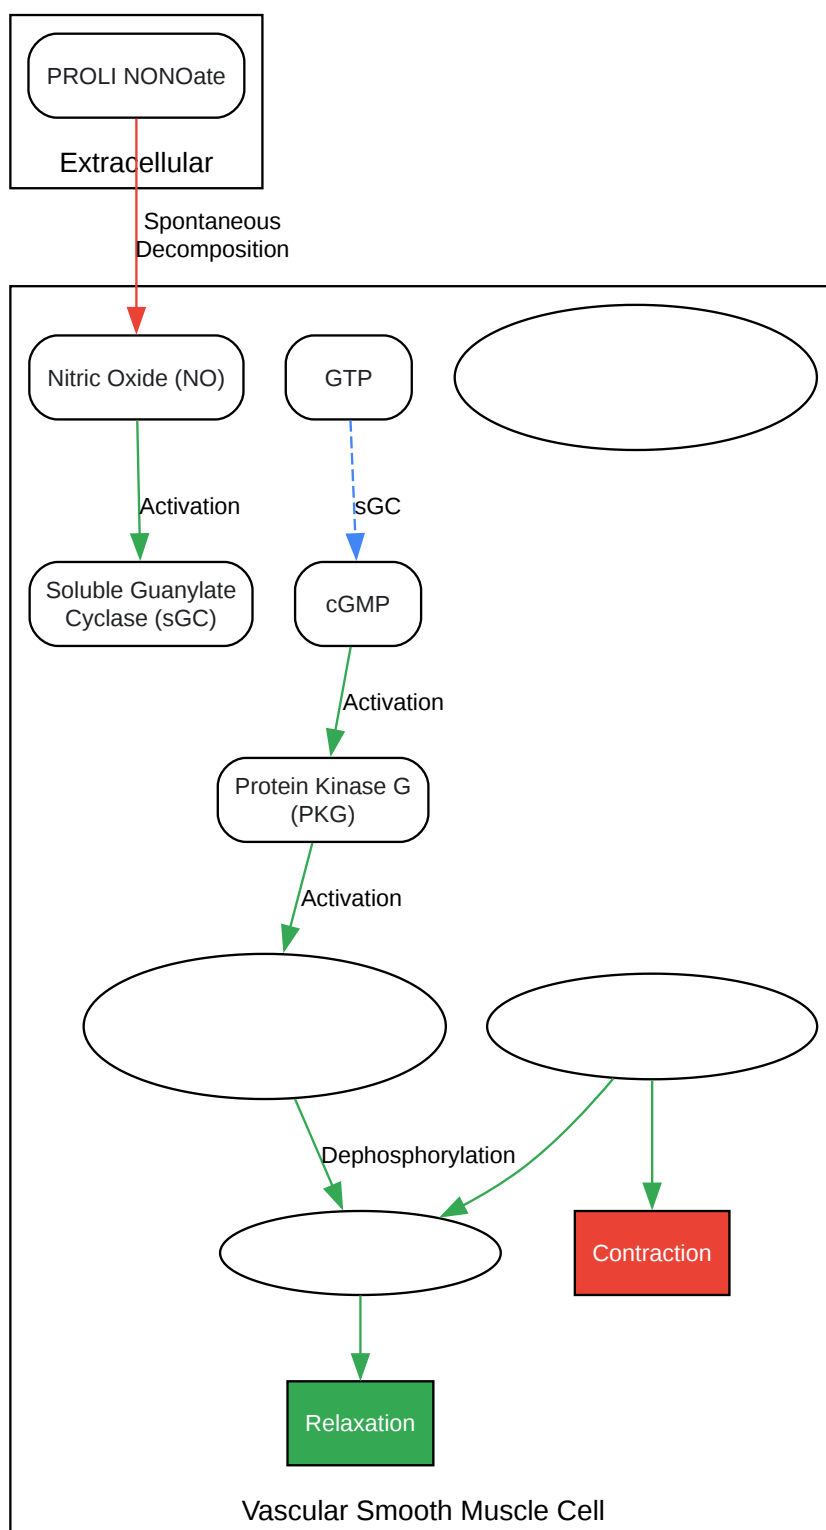 PROLI NONOate
Extracellular
Spontaneous
Decomposition
Nitric Oxide (NO)
GTP
Activation
sGC
Soluble Guanylate
Cyclase (sGC)
cGMP
Activation
Protein Kinase G
(PKG)
Activation
Dephosphorylation
Contraction
Relaxation
Vascular Smooth Muscle Cell